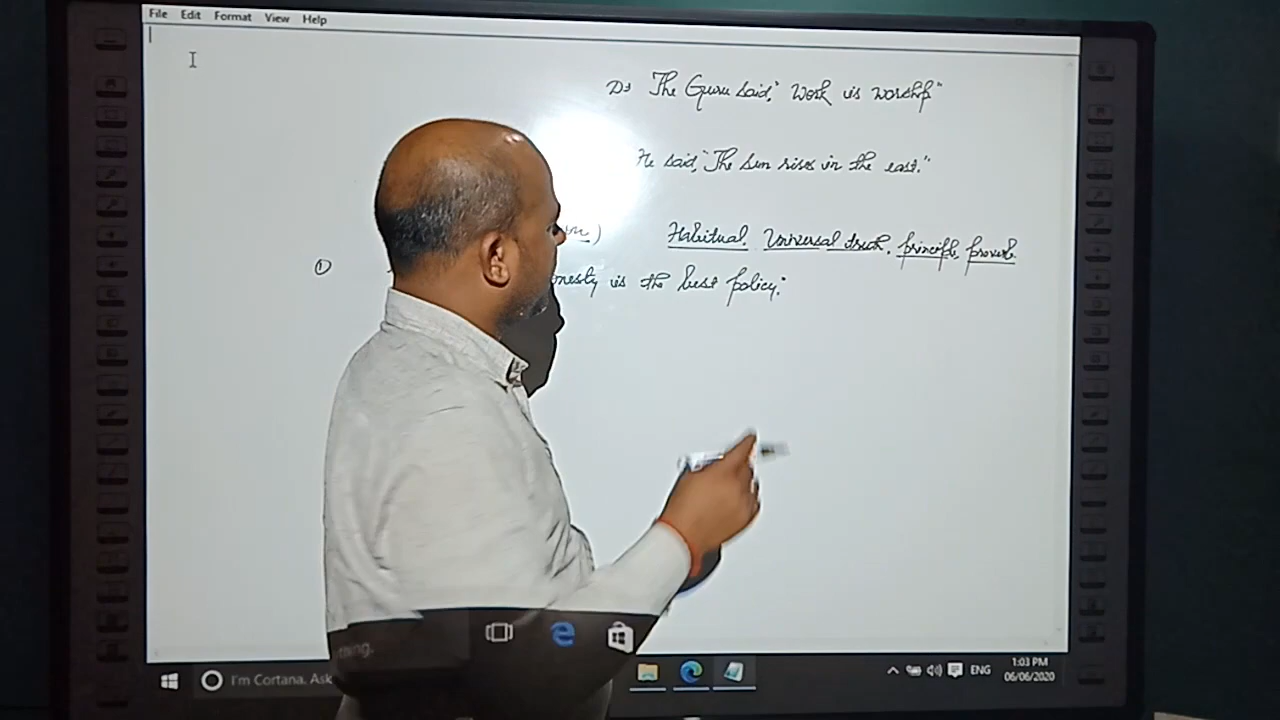 File Edit Format View Help
D: The Guru said, "Work is worship"
He said, "The Sun rises in the east."
Habitual, Universal truth, principle, proverb
① onesty is the best policy."
I'm Cortana. Ask
thing.
ENG
1:03 PM
06/06/2020